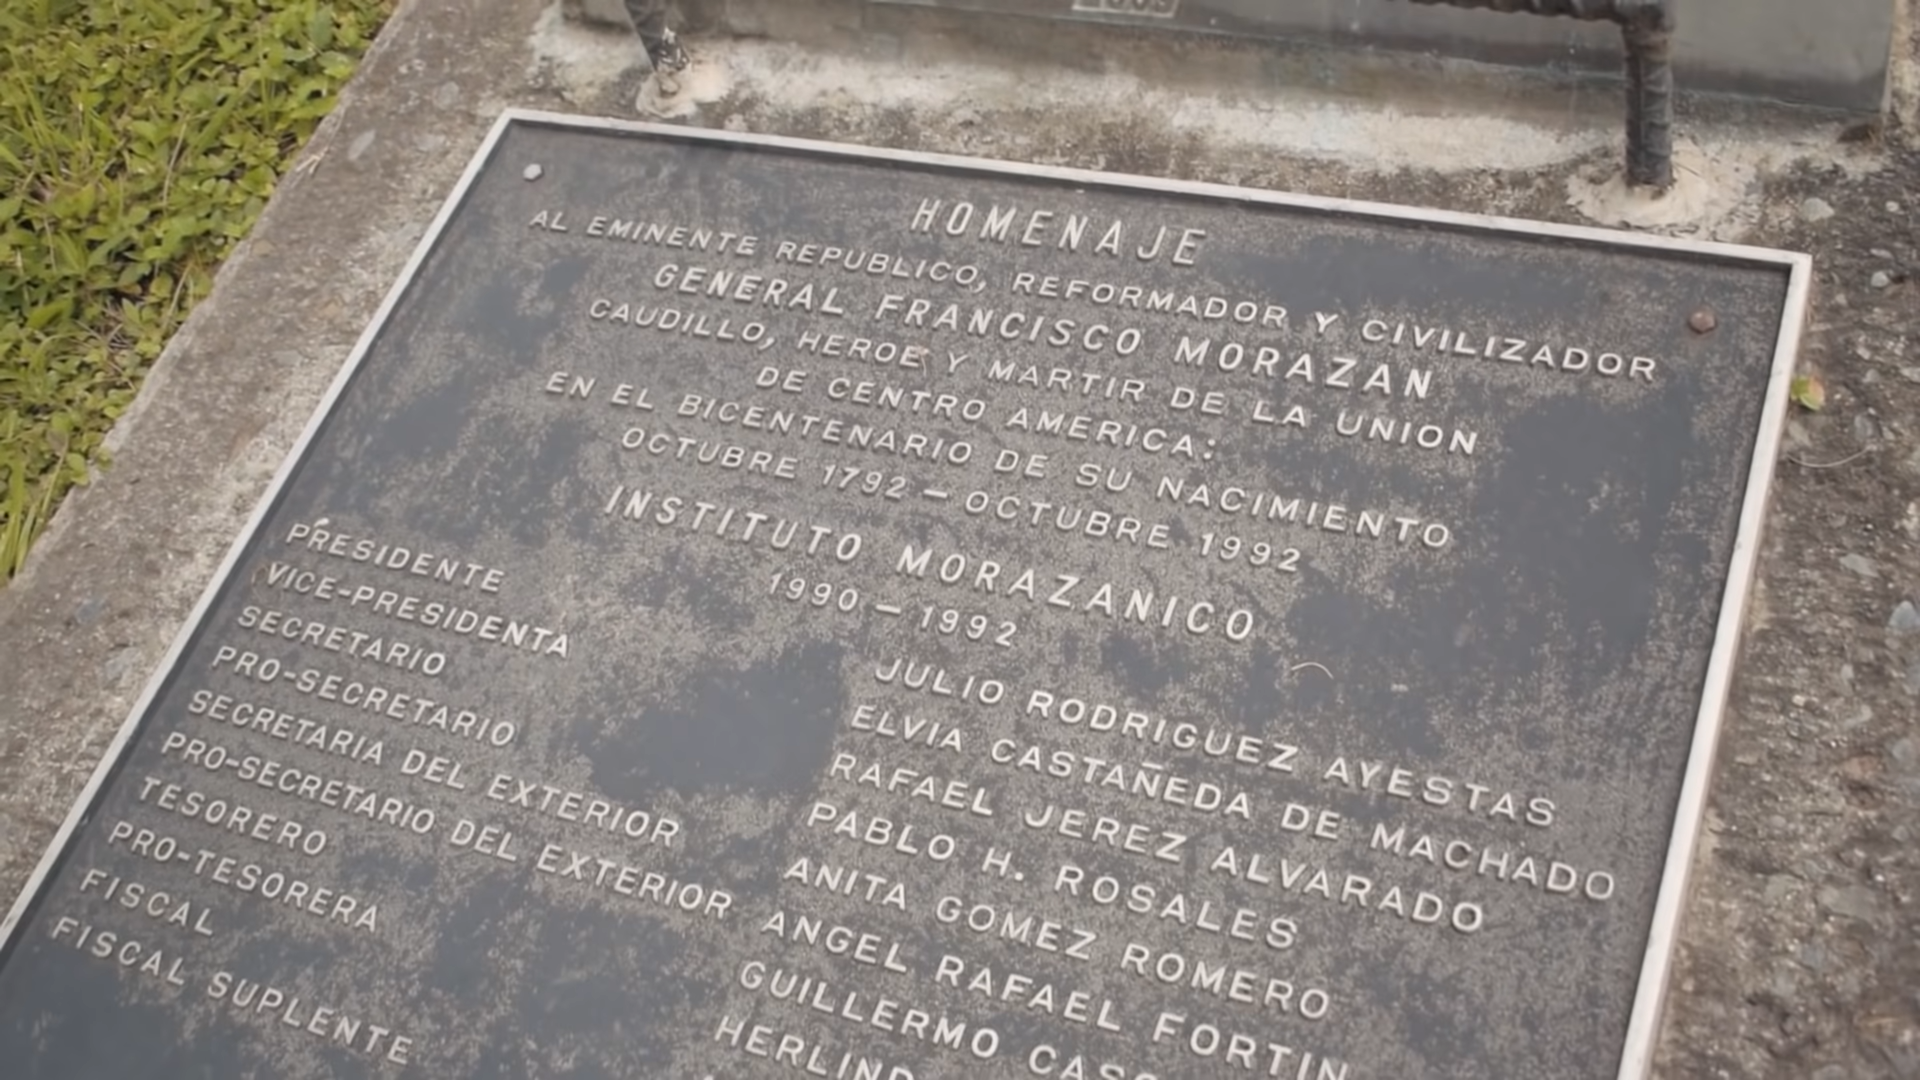 HOMENAJE
AL EMINENTE REPUBLICO, REFORMADOR Y CIVILIZADOR
GENERAL FRANCISCO MORAZAN
CAUDILLO, HEROE Y MARTIR DE LA UNION
DE CENTRO AMERICA:
EN EL BICENTENARIO DE SU NACIMIENTO
OCTUBRE 1792 - OCTUBRE 1992
INSTITUTO MORAZANICO
1990 - 1992
PRESIDENTE JULIO RODRIGUEZ AYESTAS
VICE-PRESIDENTA ELVIA CASTAÑEDA DE MACHADO
SECRETARIO RAFAEL JEREZ ALVARADO
PRO-SECRETARIO PABLO H. ROSALES
SECRETARIA DEL EXTERIOR ANITA GOMEZ ROMERO
PRO-SECRETARIO DEL EXTERIOR ANGEL RAFAEL FORTIN
TESORERO GUILLERMO
PRO-TESORERA
FISCAL
FISCAL SUPLENTE